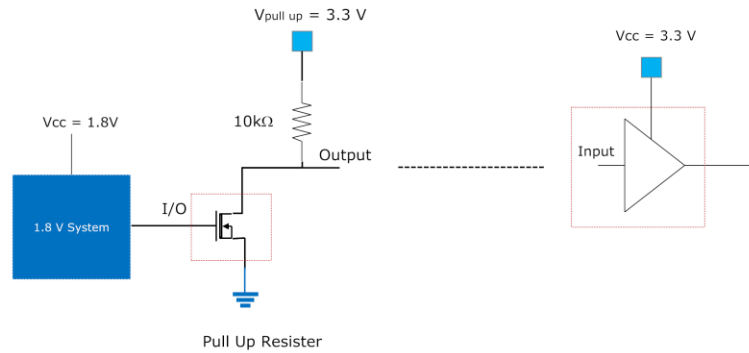 Vpull up = 3.3 V
Vcc = 3.3 V
Vcc = 1.8V
10kΩ
Output
Input
I/O
1.8 V System
Pull Up Resister